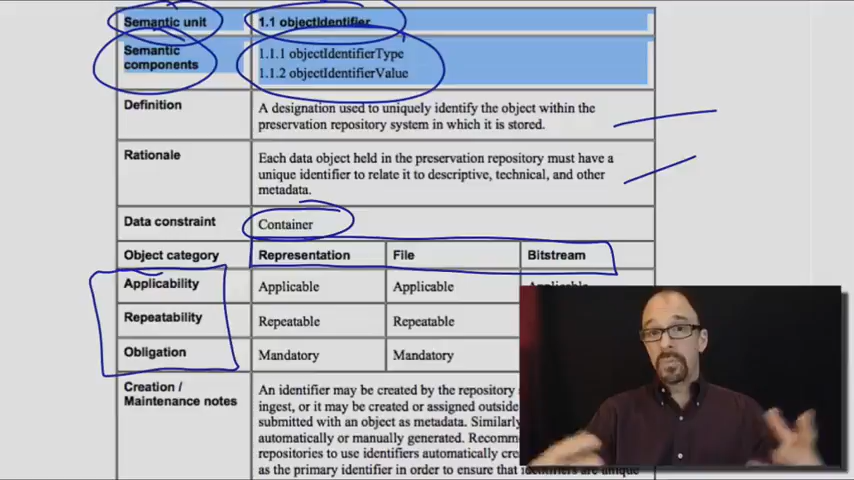 Semantic unit 1.1 objectIdentifier
Semantic components 1.1.1 objectIdentifierType
1.1.2 objectIdentifierValue
Definition A designation used to uniquely identify the object within the
preservation repository system in which it is stored.
Rationale Each data object held in the preservation repository must have a
unique identifier to relate it to descriptive, technical, and other
metadata.
Data constraint Container
Object category Representation File Bitstream
Applicability Applicable Applicable Applicable
Repeatability Repeatable Repeatable
Obligation Mandatory Mandatory
Creation / Maintenance notes An identifier may be created by the repository
ingest, or it may be created or assigned outside
submitted with an object as metadata. Similarly
automatically or manually generated. Recomm
repositories to use identifiers automatically cre
as the primary identifier in order to ensure that identifiers are unique